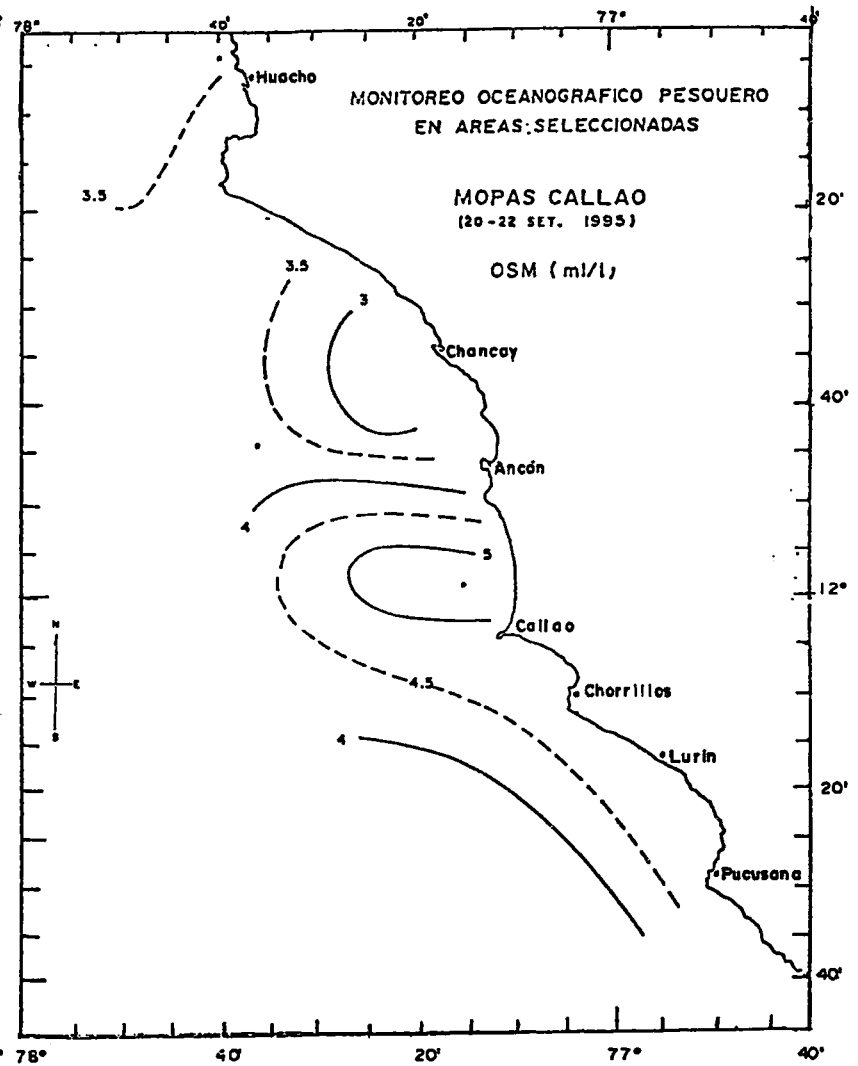 78° 40' 20' 77° 40'
Huacho
MONITOREO OCEANOGRAFICO PESQUERO
EN AREAS SELECCIONADAS
3.5
MOPAS CALLAO
20'
(20-22 SET. 1995)
OSM (ml/l)
3.5
3
Chancay
40'
Ancón
4
5
12°
Callao
N
W E
S
4.5
Chorrillos
4
Lurin
20'
Pucusana
40'
78° 40' 20' 77° 40'